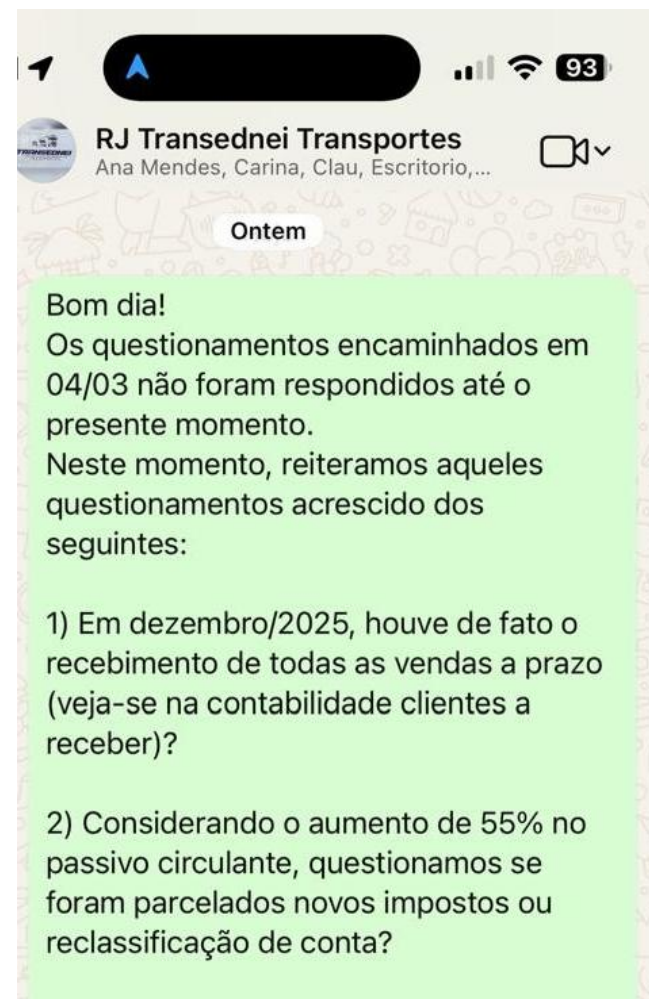 93
RJ Transednei Transportes
Ana Mendes, Carina, Clau, Escritorio,...
TRANSEDNEI
Ontem
Bom dia!
Os questionamentos encaminhados em
04/03 não foram respondidos até o
presente momento.
Neste momento, reiteramos aqueles
questionamentos acrescido dos
seguintes:
1) Em dezembro/2025, houve de fato o
recebimento de todas as vendas a prazo
(veja-se na contabilidade clientes a
receber)?
2) Considerando o aumento de 55% no
passivo circulante, questionamos se
foram parcelados novos impostos ou
reclassificação de conta?